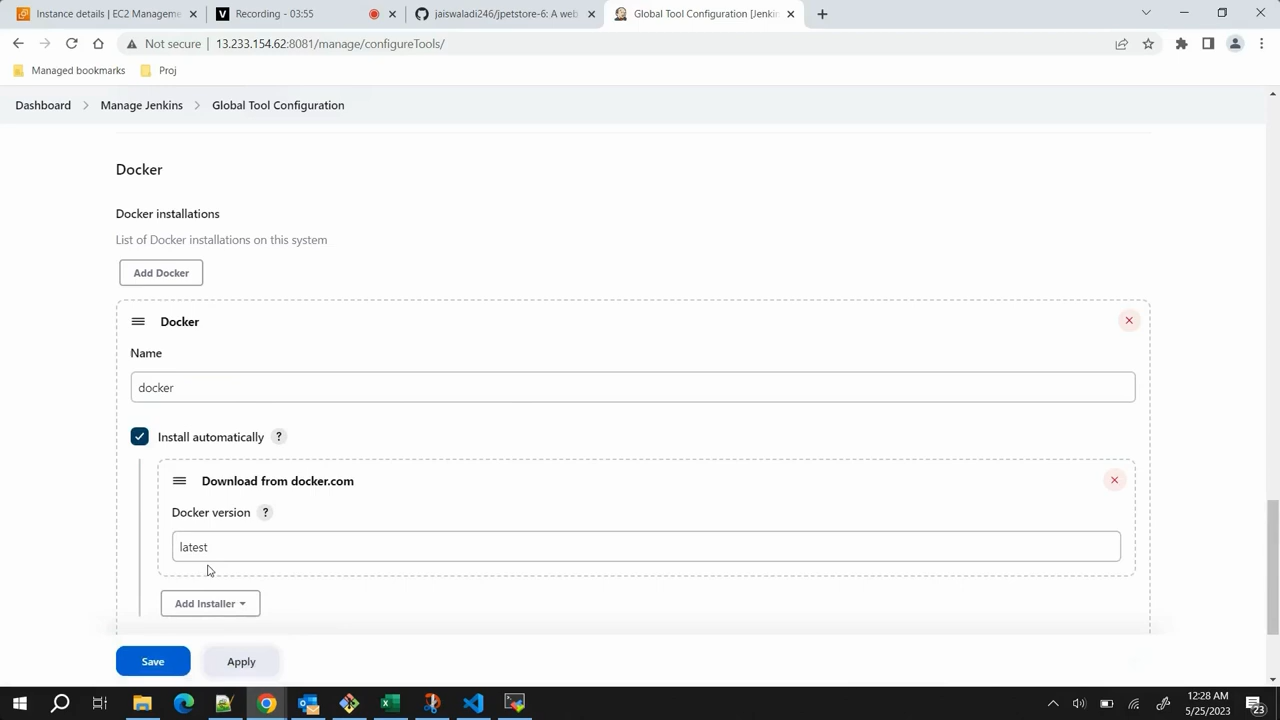 Instance details | EC2 Managemen
Recording - 03:55
jaiswaladi246/jpetstore-6: A web
Global Tool Configuration [Jenkin
Not secure
13.233.154.62:8081/manage/configureTools/
Managed bookmarks
Proj
Dashboard
Manage Jenkins
Global Tool Configuration
Docker
Docker installations
List of Docker installations on this system
Add Docker
Docker
Name
docker
Install automatically ?
Download from docker.com
Docker version ?
latest
Add Installer
Save
Apply
12:28 AM
5/25/2023
23